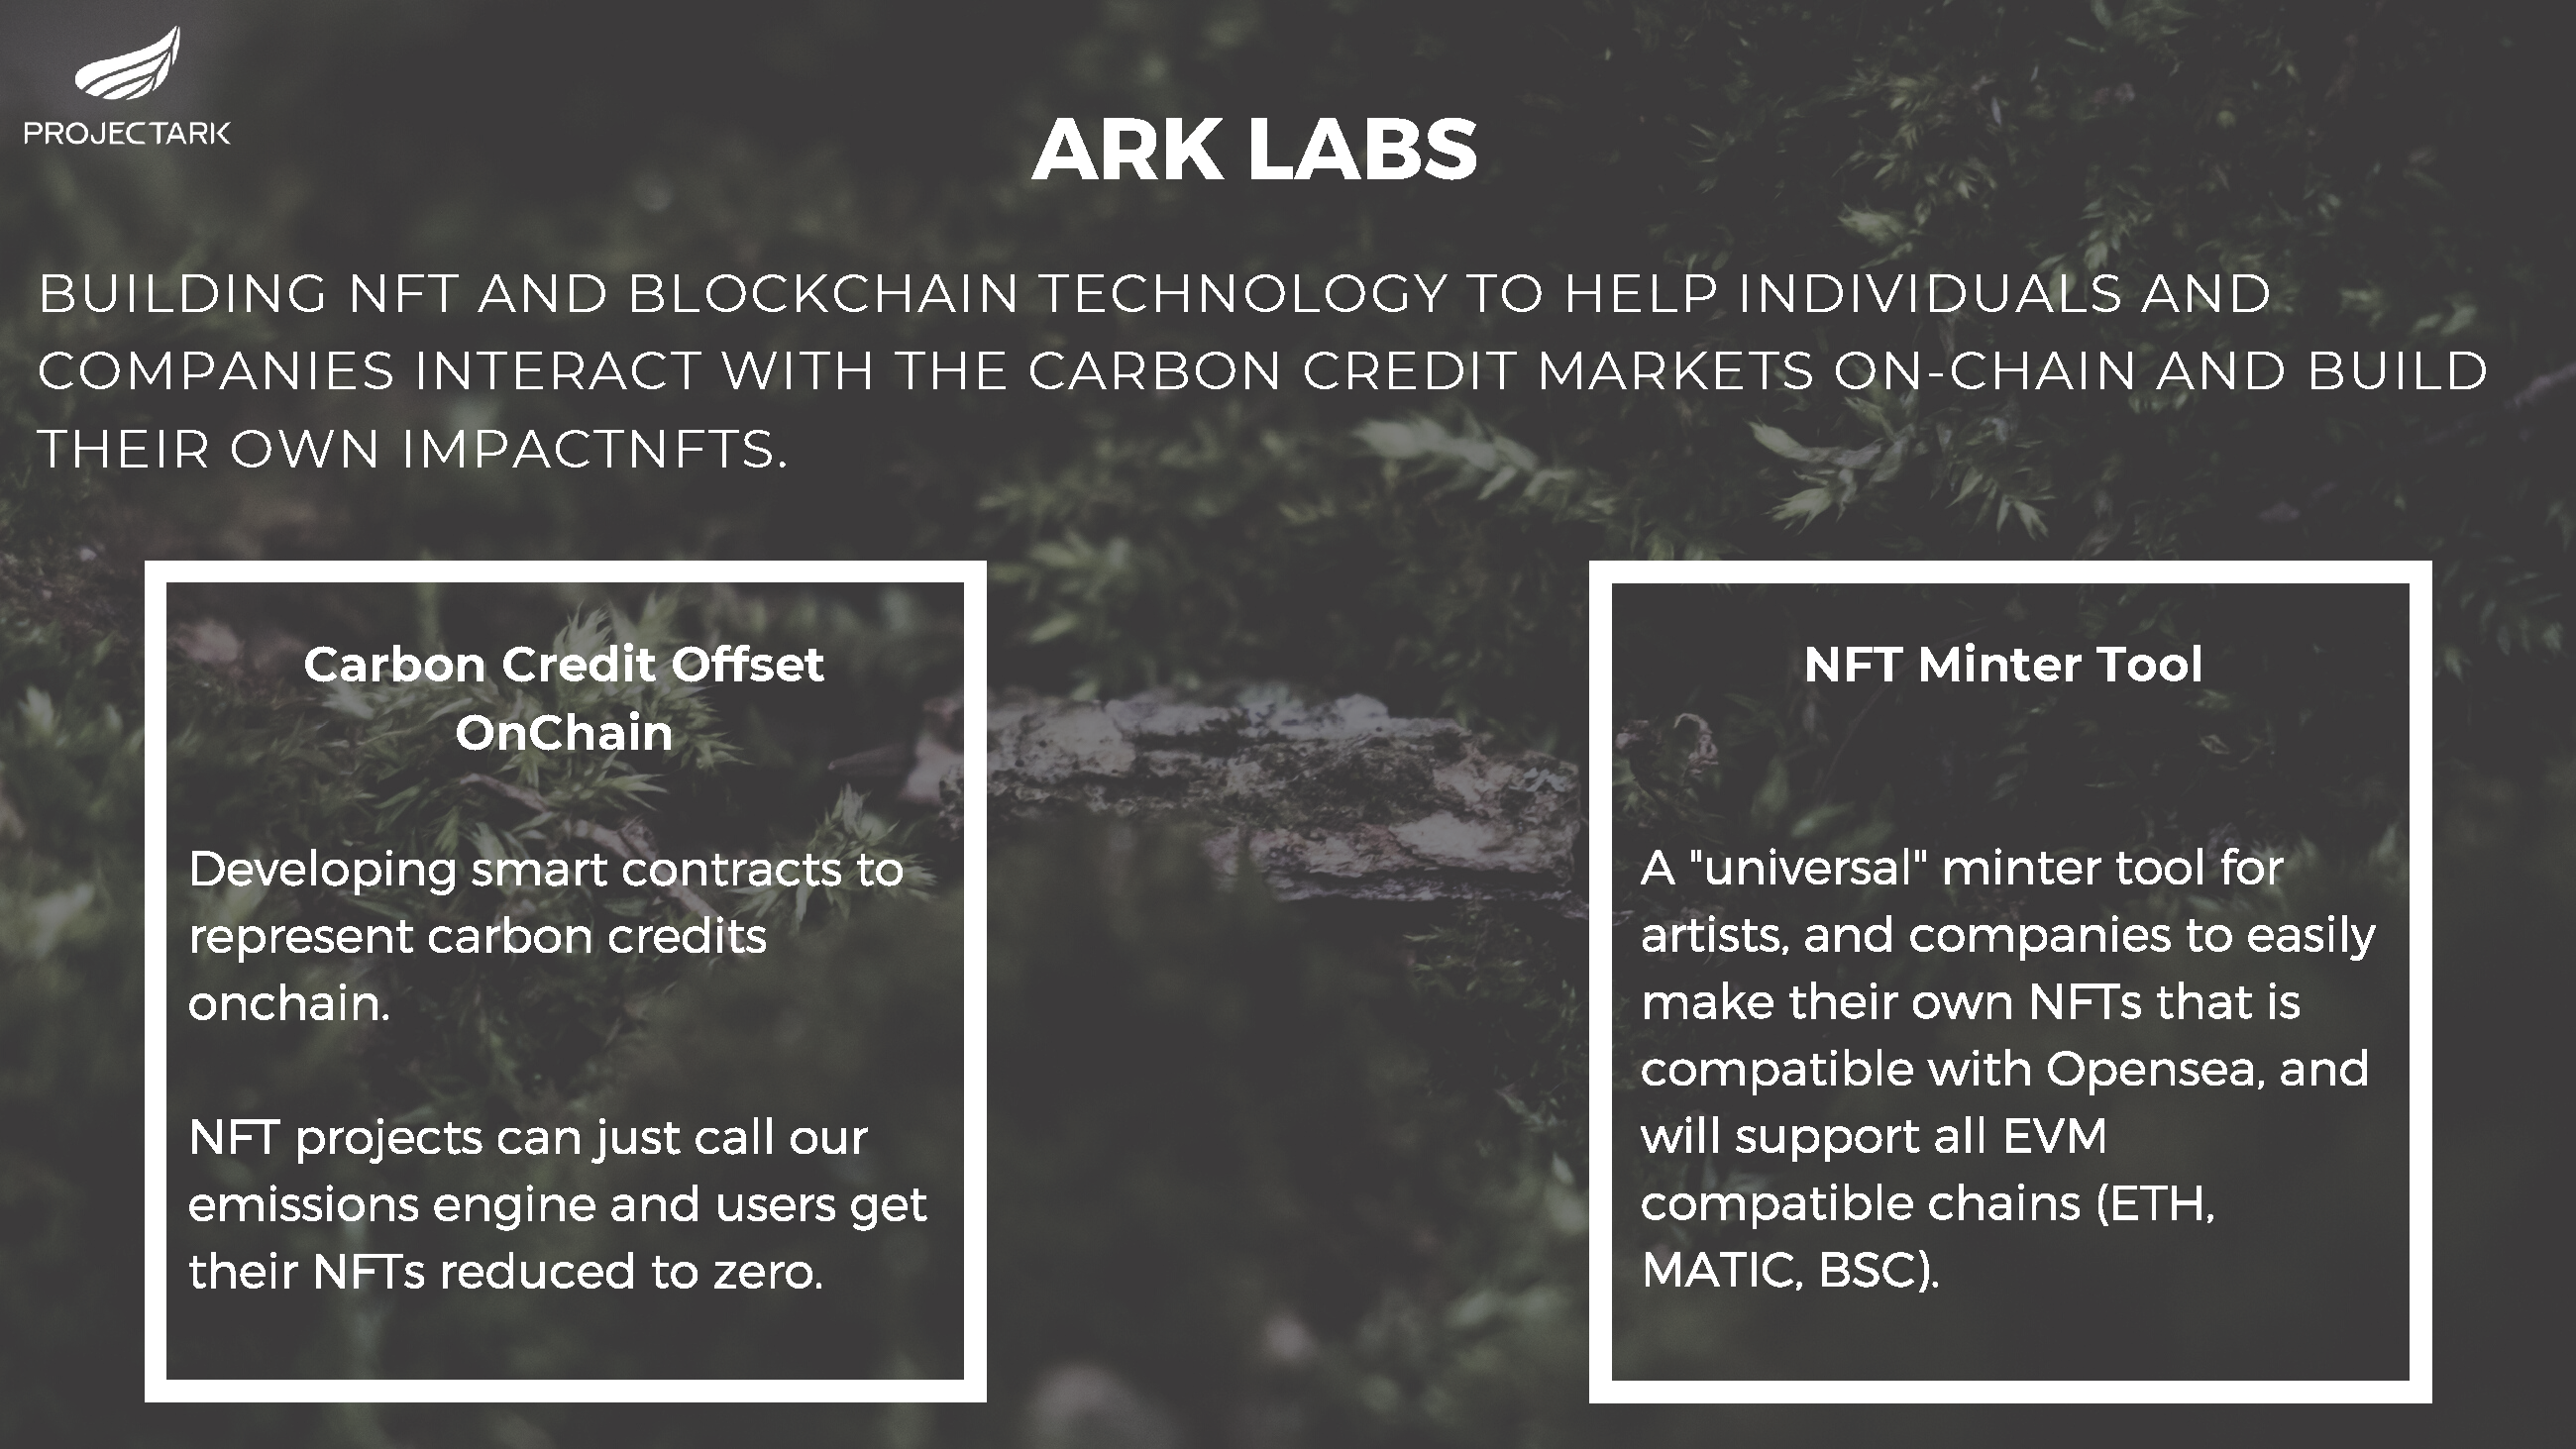 PROJECTARK
ARK LABS
BUILDING NFT AND BLOCKCHAIN TECHNOLOGY TO HELP INDIVIDUALS AND
COMPANIES INTERACT WITH THE CARBON CREDIT MARKETS ON-CHAIN AND BUILD
THEIR OWN IMPACTNFTS.
Carbon Credit Offset
OnChain
Developing smart contracts to
represent carbon credits
onchain.
NFT projects can just call our
emissions engine and users get
their NFTs reduced to zero.
NFT Minter Tool
A "universal" minter tool for
artists, and companies to easily
make their own NFTs that is
compatible with Opensea, and
will support all EVM
compatible chains (ETH,
MATIC, BSC).